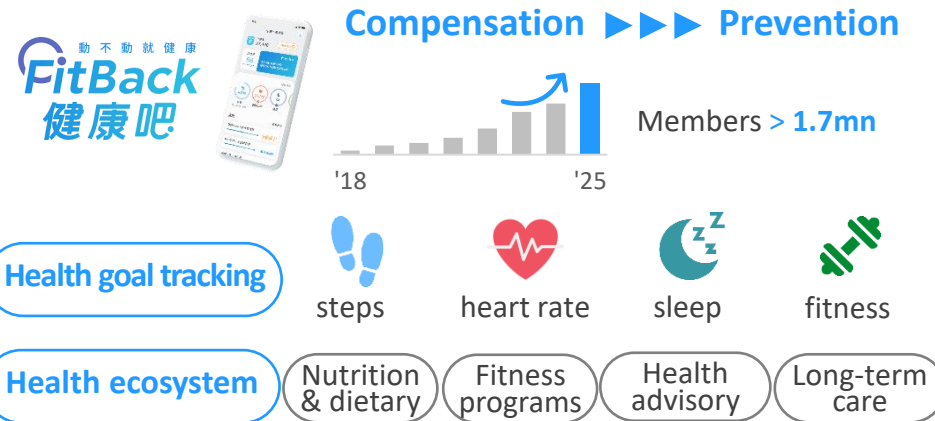 Compensation ▶▶▶ Prevention
動不動就健康
FitBack
健康吧
Members > 1.7mn
'18
'25
Health goal tracking
steps
heart rate
sleep
fitness
Health ecosystem
Nutrition
& dietary
Fitness
programs
Health
advisory
Long-term
care